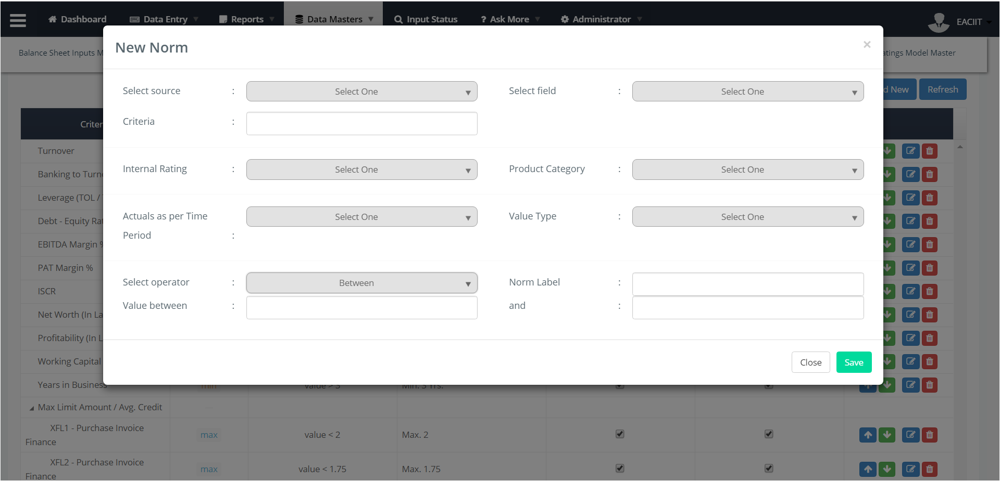 Dashboard Data Entry Reports Data Masters Input Status ? Ask More Administrator EACIIT
Balance Sheet Inputs M
atings Model Master
New Norm ×
d New Refresh
Select source : Select One Select field : Select One
Criteria :
Criter
Internal Rating : Select One Product Category : Select One
Actuals as per Time Period : Select One Value Type : Select One
Select operator : Between Norm Label :
Value between : and :
Close Save
Turnover
Banking to Turn
Leverage (TOL /
Debt - Equity Rat
EBITDA Margin %
PAT Margin %
ISCR
Net Worth (In La
Profitability (In L
Working Capital
Years in Business min value > 3 Min. 3 Yrs.
Max Limit Amount / Avg. Credit
XFL1 - Purchase Invoice Finance max value < 2 Max. 2
XFL2 - Purchase Invoice Finance max value < 1.75 Max. 1.75